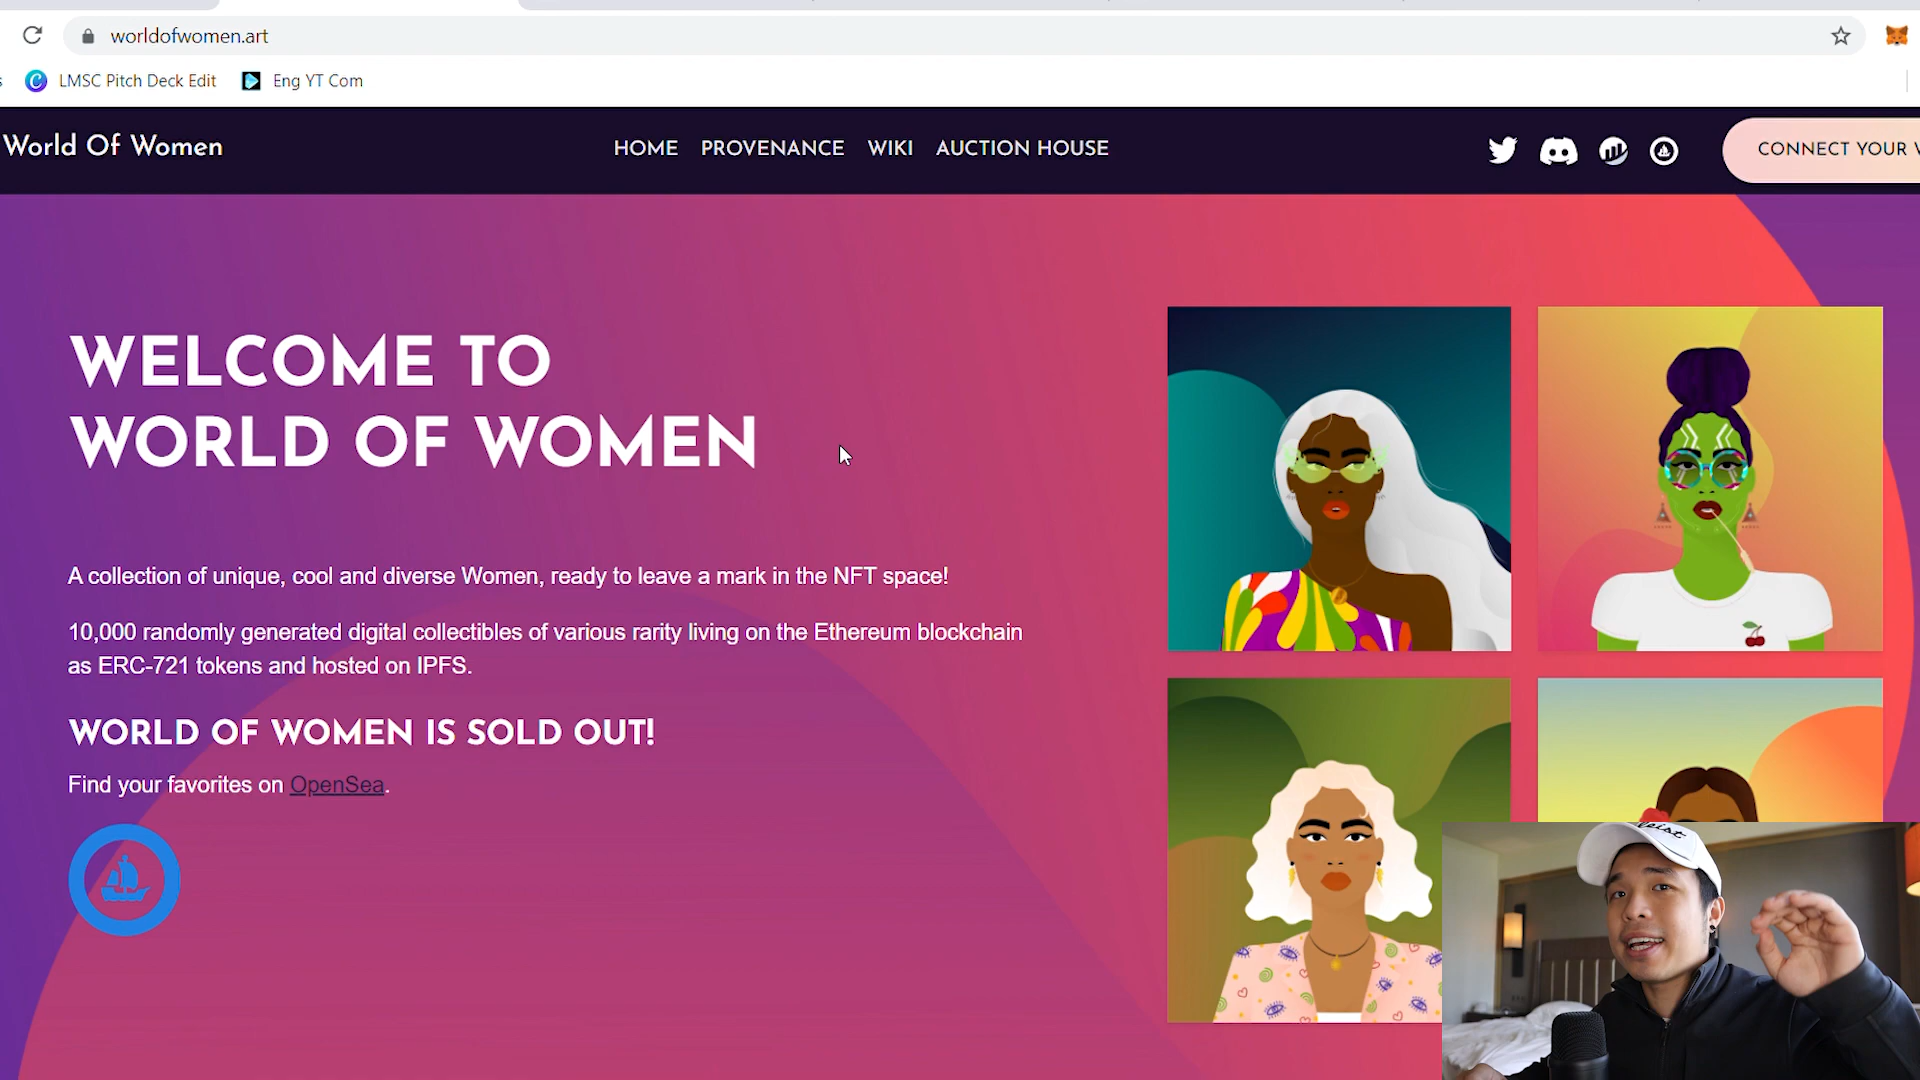 worldofwomen.art
LMSC Pitch Deck Edit
Eng YT Com
World Of Women
HOME
PROVENANCE
WIKI
AUCTION HOUSE
CONNECT YOUR
WELCOME TO
WORLD OF WOMEN
A collection of unique, cool and diverse Women, ready to leave a mark in the NFT space!
10,000 randomly generated digital collectibles of various rarity living on the Ethereum blockchain
as ERC-721 tokens and hosted on IPFS.
WORLD OF WOMEN IS SOLD OUT!
Find your favorites on OpenSea.